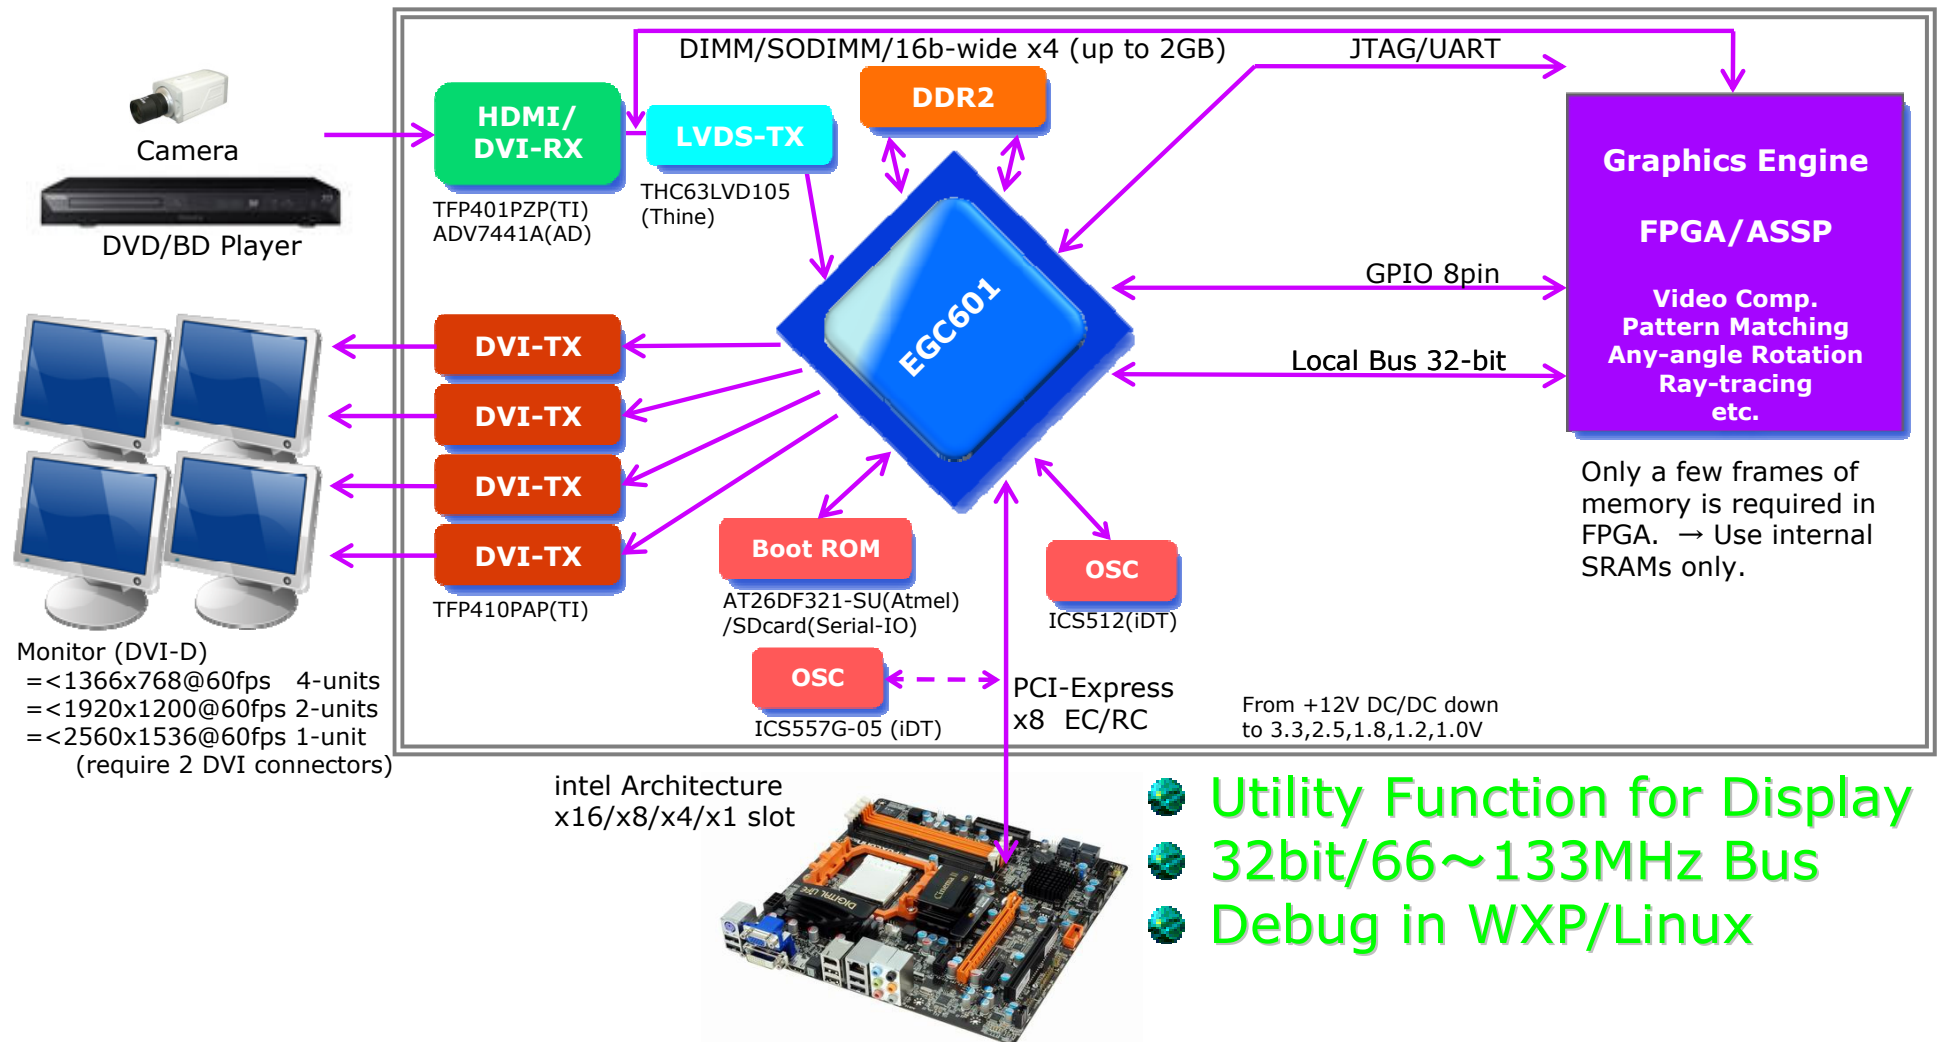 DIMM/SODIMM/16b-wide x4 (up to 2GB)
JTAG/UART
Camera
DVD/BD Player
HDMI/
DVI-RX
TFP401PZP(TI)
ADV7441A(AD)
LVDS-TX
THC63LVD105
(Thine)
DDR2
EGC601
GPIO 8pin
Local Bus 32-bit
Graphics Engine
FPGA/ASSP
Video Comp.
Pattern Matching
Any-angle Rotation
Ray-tracing
etc.
Only a few frames of
memory is required in
FPGA. → Use internal
SRAMs only.
DVI-TX
DVI-TX
DVI-TX
DVI-TX
TFP410PAP(TI)
Boot ROM
AT26DF321-SU(Atmel)
/SDcard(Serial-IO)
OSC
ICS512(iDT)
OSC
ICS557G-05 (iDT)
PCI-Express
x8 EC/RC
From +12V DC/DC down
to 3.3,2.5,1.8,1.2,1.0V
Monitor (DVI-D)
=<1366x768@60fps 4-units
=<1920x1200@60fps 2-units
=<2560x1536@60fps 1-unit
(require 2 DVI connectors)
intel Architecture
x16/x8/x4/x1 slot
DIGITAL LIFE
Utility Function for Display
32bit/66～133MHz Bus
Debug in WXP/Linux